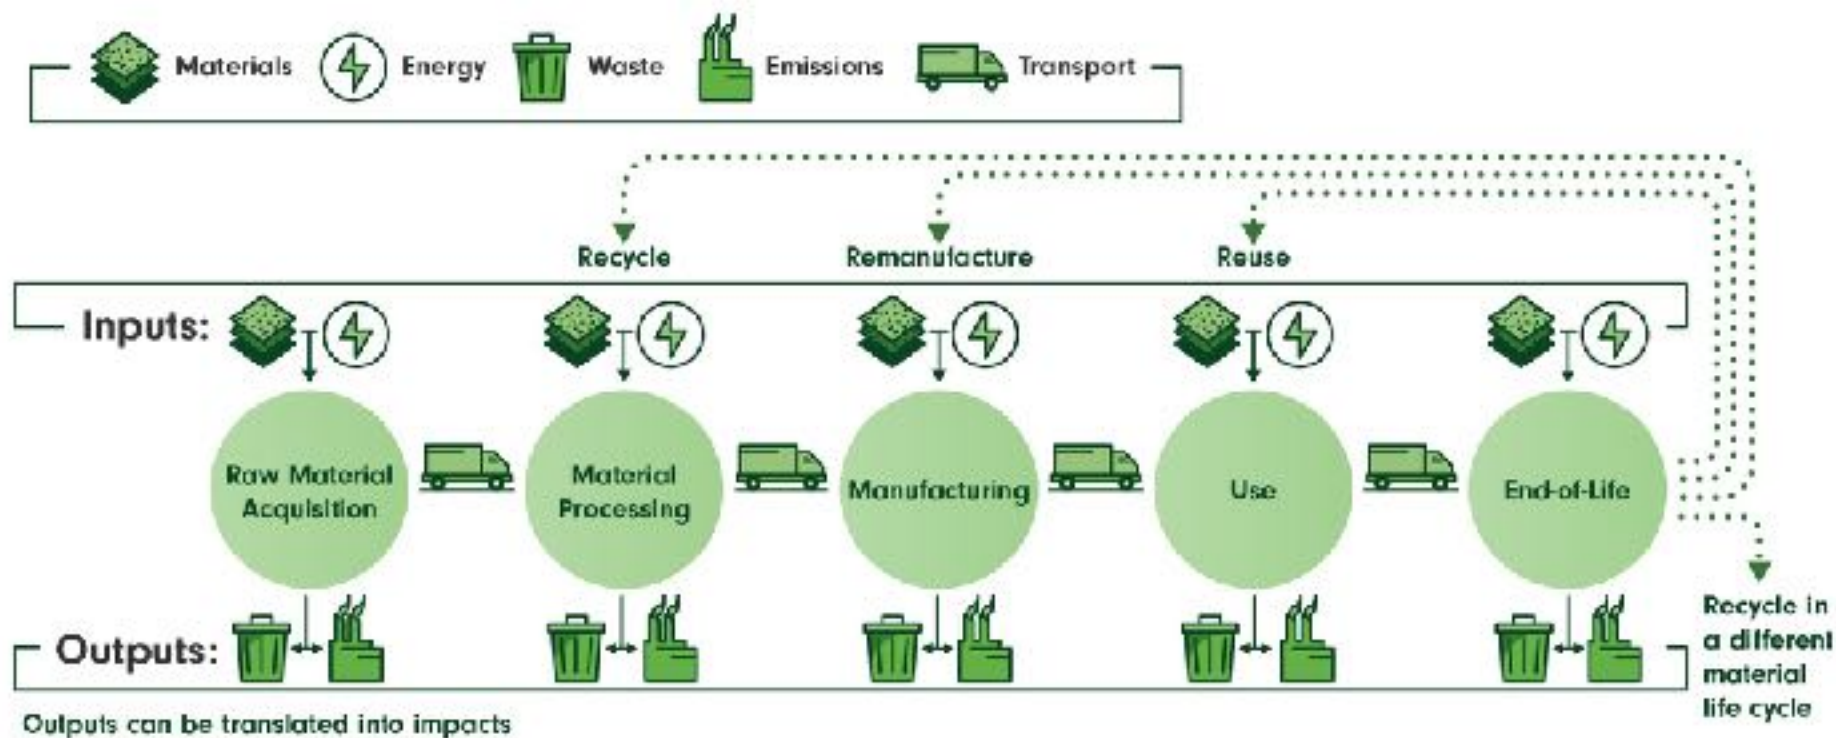 Materials Energy Waste Emissions Transport
Recycle Remanufacture Reuse
Inputs:
Raw Material
Acquisition
Material
Processing
Manufacturing
Use
End-of-Life
Outputs:
Recycle in
a different
material
life cycle
Outputs can be translated into impacts